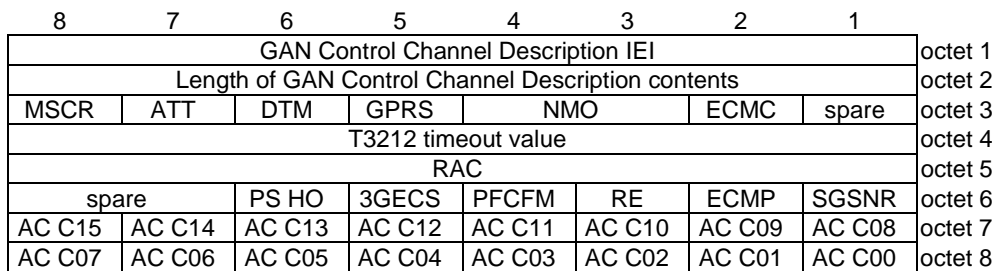 8 7 6 5 4 3 2 1
GAN Control Channel Description IEI octet 1
Length of GAN Control Channel Description contents octet 2
MSCR ATT DTM GPRS NMO ECMC spare octet 3
T3212 timeout value octet 4
RAC octet 5
spare PS HO 3GECS PFCFM RE ECMP SGSNR octet 6
AC C15 AC C14 AC C13 AC C12 AC C11 AC C10 AC C09 AC C08 octet 7
AC C07 AC C06 AC C05 AC C04 AC C03 AC C02 AC C01 AC C00 octet 8